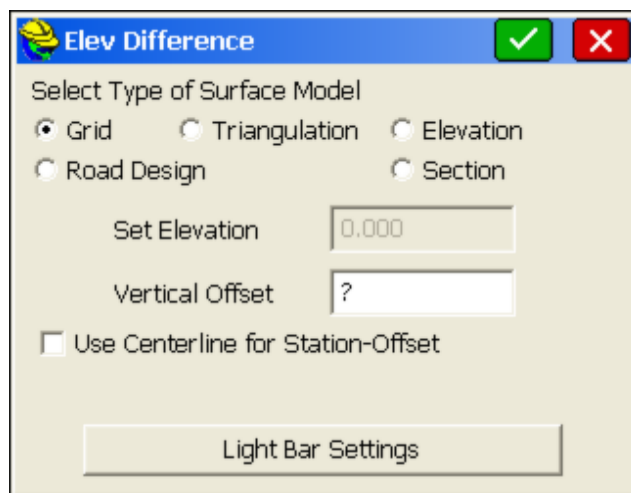 Elev Difference
Select Type of Surface Model
Grid Triangulation Elevation
Road Design Section
Set Elevation 0.000
Vertical Offset ?
Use Centerline for Station-Offset
Light Bar Settings